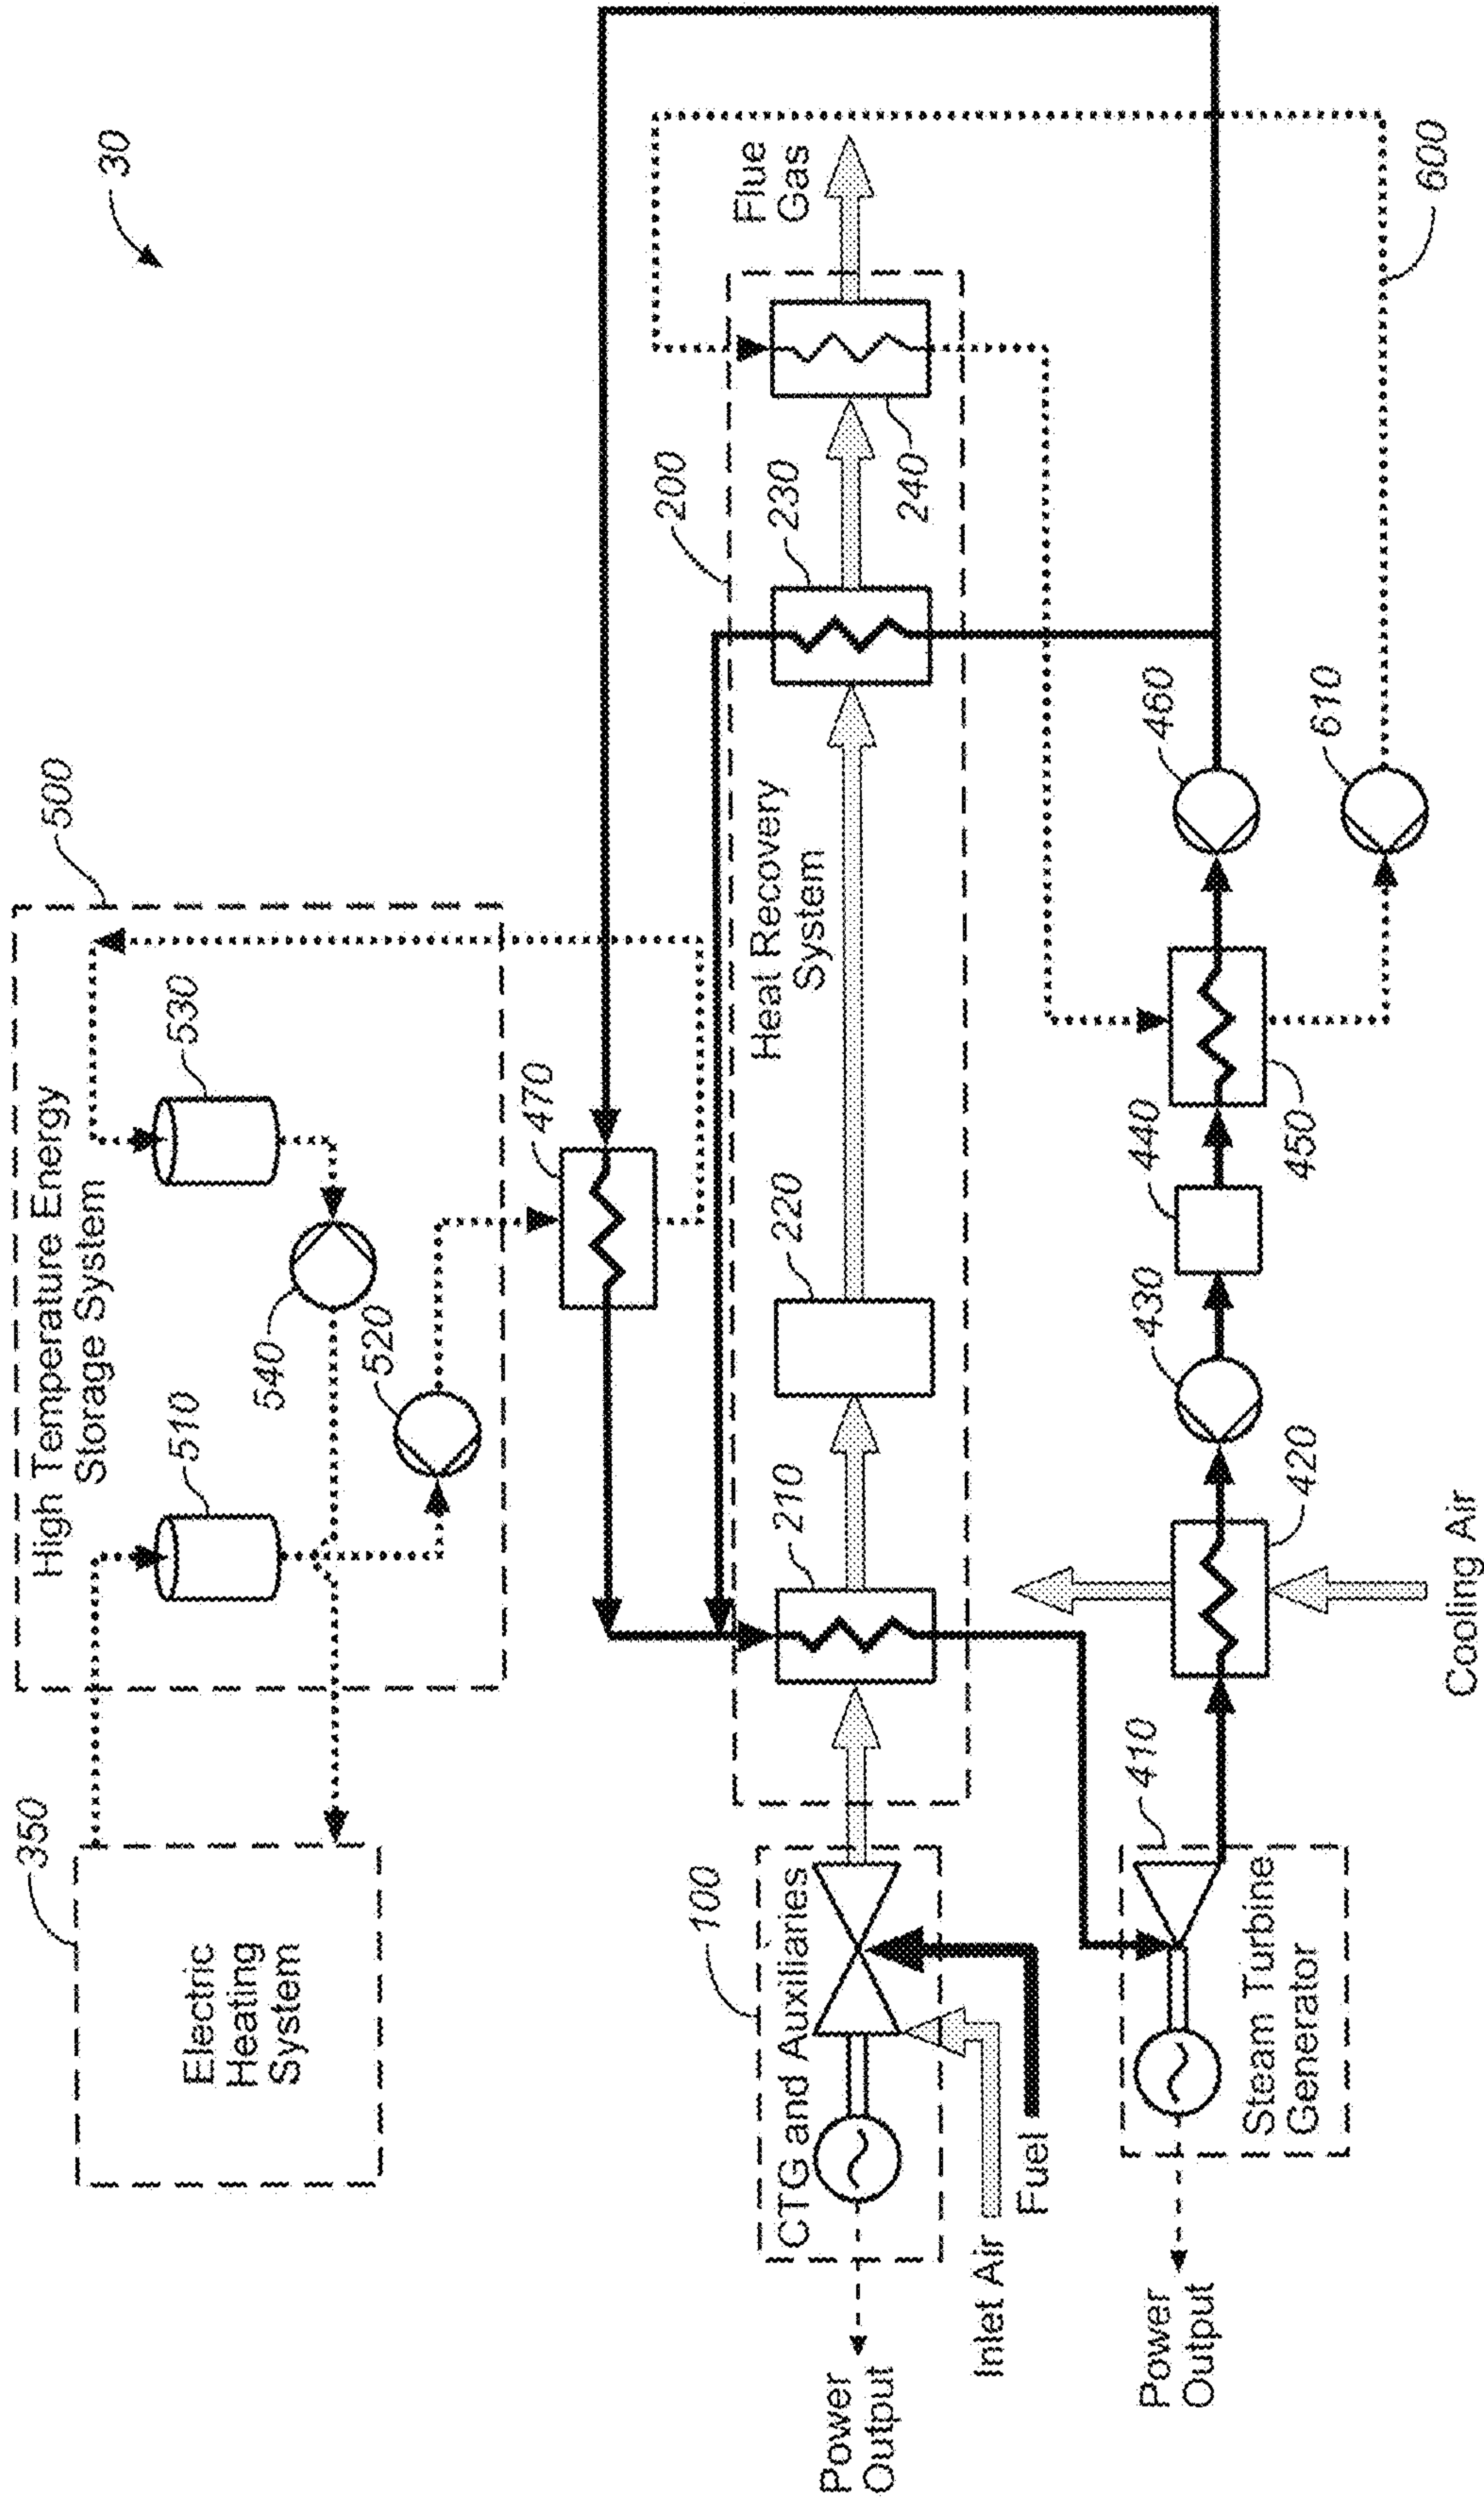 30
350
Electric
Heating
System
500
High Temperature Energy
Storage System
510
530
540
520
470
200
Heat Recovery
System
210
220
230
240
Flue
Gas
100
CTG and Auxiliaries
Power
Output
Inlet Air
Fuel
410
Steam Turbine
Generator
Power
Output
420
Cooling Air
430
440
450
460
610
600